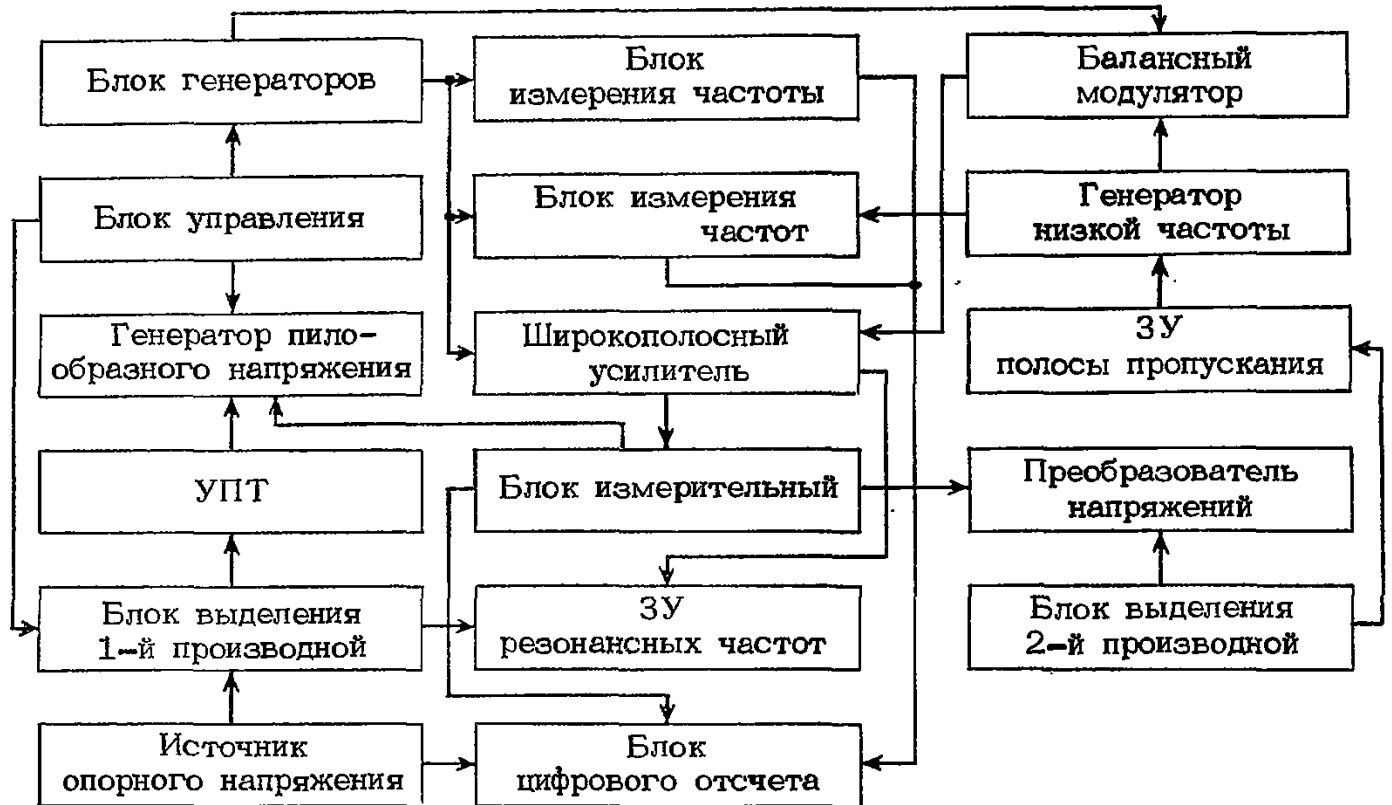 Блок генераторов
Блок
измерения частоты
Балансный
модулятор
Блок управления
Блок измерения
частот
Генератор
низкой частоты
Генератор пило-
образного напряжения
Широкополосный
усилитель
ЗУ
полосы пропускания
УПТ
Блок измерительный
Преобразователь
напряжений
Блок выделения
1-й производной
ЗУ
резонансных частот
Блок выделения
2-й производной
Источник
опорного напряжения
Блок
цифрового отсчета